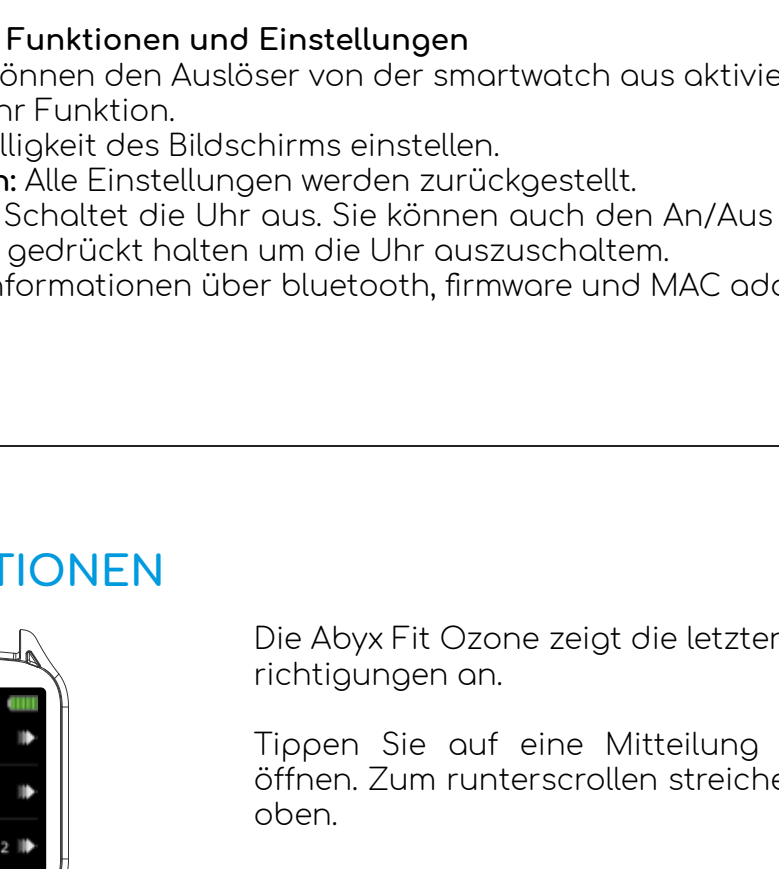 Funktionen und Einstellungen
önnen den Auslöser von der smartwatch aus aktivie
hr Funktion.
lligkeit des Bildschirms einstellen.
n: Alle Einstellungen werden zurückgestellt.
Schaltet die Uhr aus. Sie können auch den An/Aus
gedrückt halten um die Uhr auszuschaltem.
nformationen über bluetooth, firmware und MAC add
TIONEN
Die Abyx Fit Ozone zeigt die letzten
richtigungen an.
Tippen Sie auf eine Mitteilung
öffnen. Zum runterscrollen streiche
oben.
2